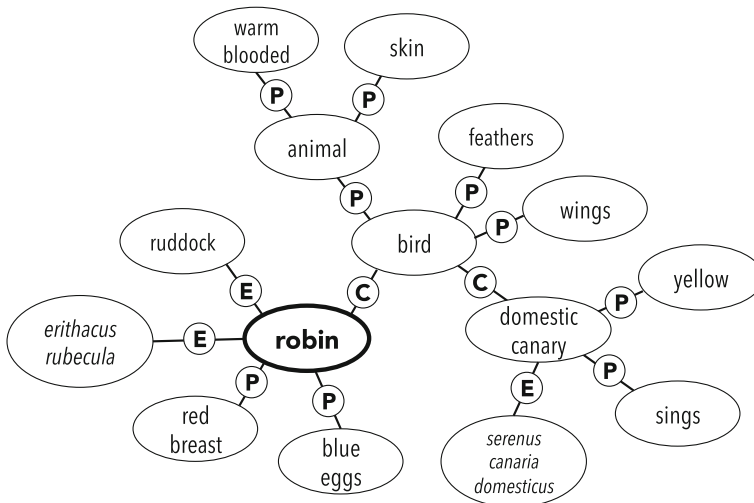 warm
blooded
skin
P
P
animal
feathers
P
P
wings
P
ruddock
bird
yellow
E
C
C
P
erithacus
rubecula
E
robin
domestic
canary
P
P
E
P
red
breast
blue
eggs
sings
serenus
canaria
domesticus